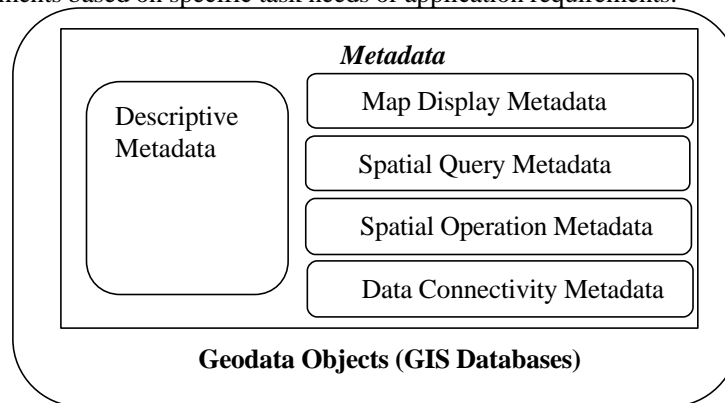 based on specific task needs or application requirements.
Metadata
Descriptive
Metadata
Map Display Metadata
Spatial Query Metadata
Spatial Operation Metadata
Data Connectivity Metadata
Geodata Objects (GIS Databases)